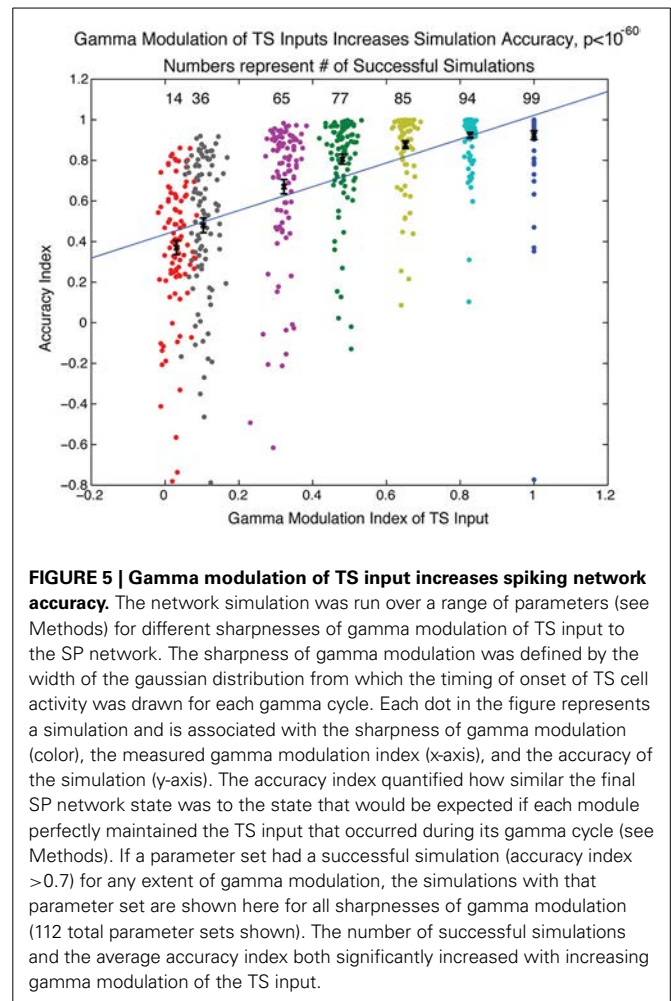 Gamma Modulation of TS Inputs Increases Simulation Accuracy, p<10^-60
Numbers represent # of Successful Simulations
1.2
14 36 65 77 85 94 99
1
0.8
0.6
0.4
0.2
0
−0.2
−0.4
−0.6
−0.8
Accuracy Index
−0.2 0 0.2 0.4 0.6 0.8 1 1.2
Gamma Modulation Index of TS Input
FIGURE 5 | Gamma modulation of TS input increases spiking network
accuracy. The network simulation was run over a range of parameters (see
Methods) for different sharpnesses of gamma modulation of TS input to
the SP network. The sharpness of gamma modulation was defined by the
width of the gaussian distribution from which the timing of onset of TS cell
activity was drawn for each gamma cycle. Each dot in the figure represents
a simulation and is associated with the sharpness of gamma modulation
(color), the measured gamma modulation index (x-axis), and the accuracy of
the simulation (y-axis). The accuracy index quantified how similar the final
SP network state was to the state that would be expected if each module
perfectly maintained the TS input that occurred during its gamma cycle (see
Methods). If a parameter set had a successful simulation (accuracy index
>0.7) for any extent of gamma modulation, the simulations with that
parameter set are shown here for all sharpnesses of gamma modulation
(112 total parameter sets shown). The number of successful simulations
and the average accuracy index both significantly increased with increasing
gamma modulation of the TS input.